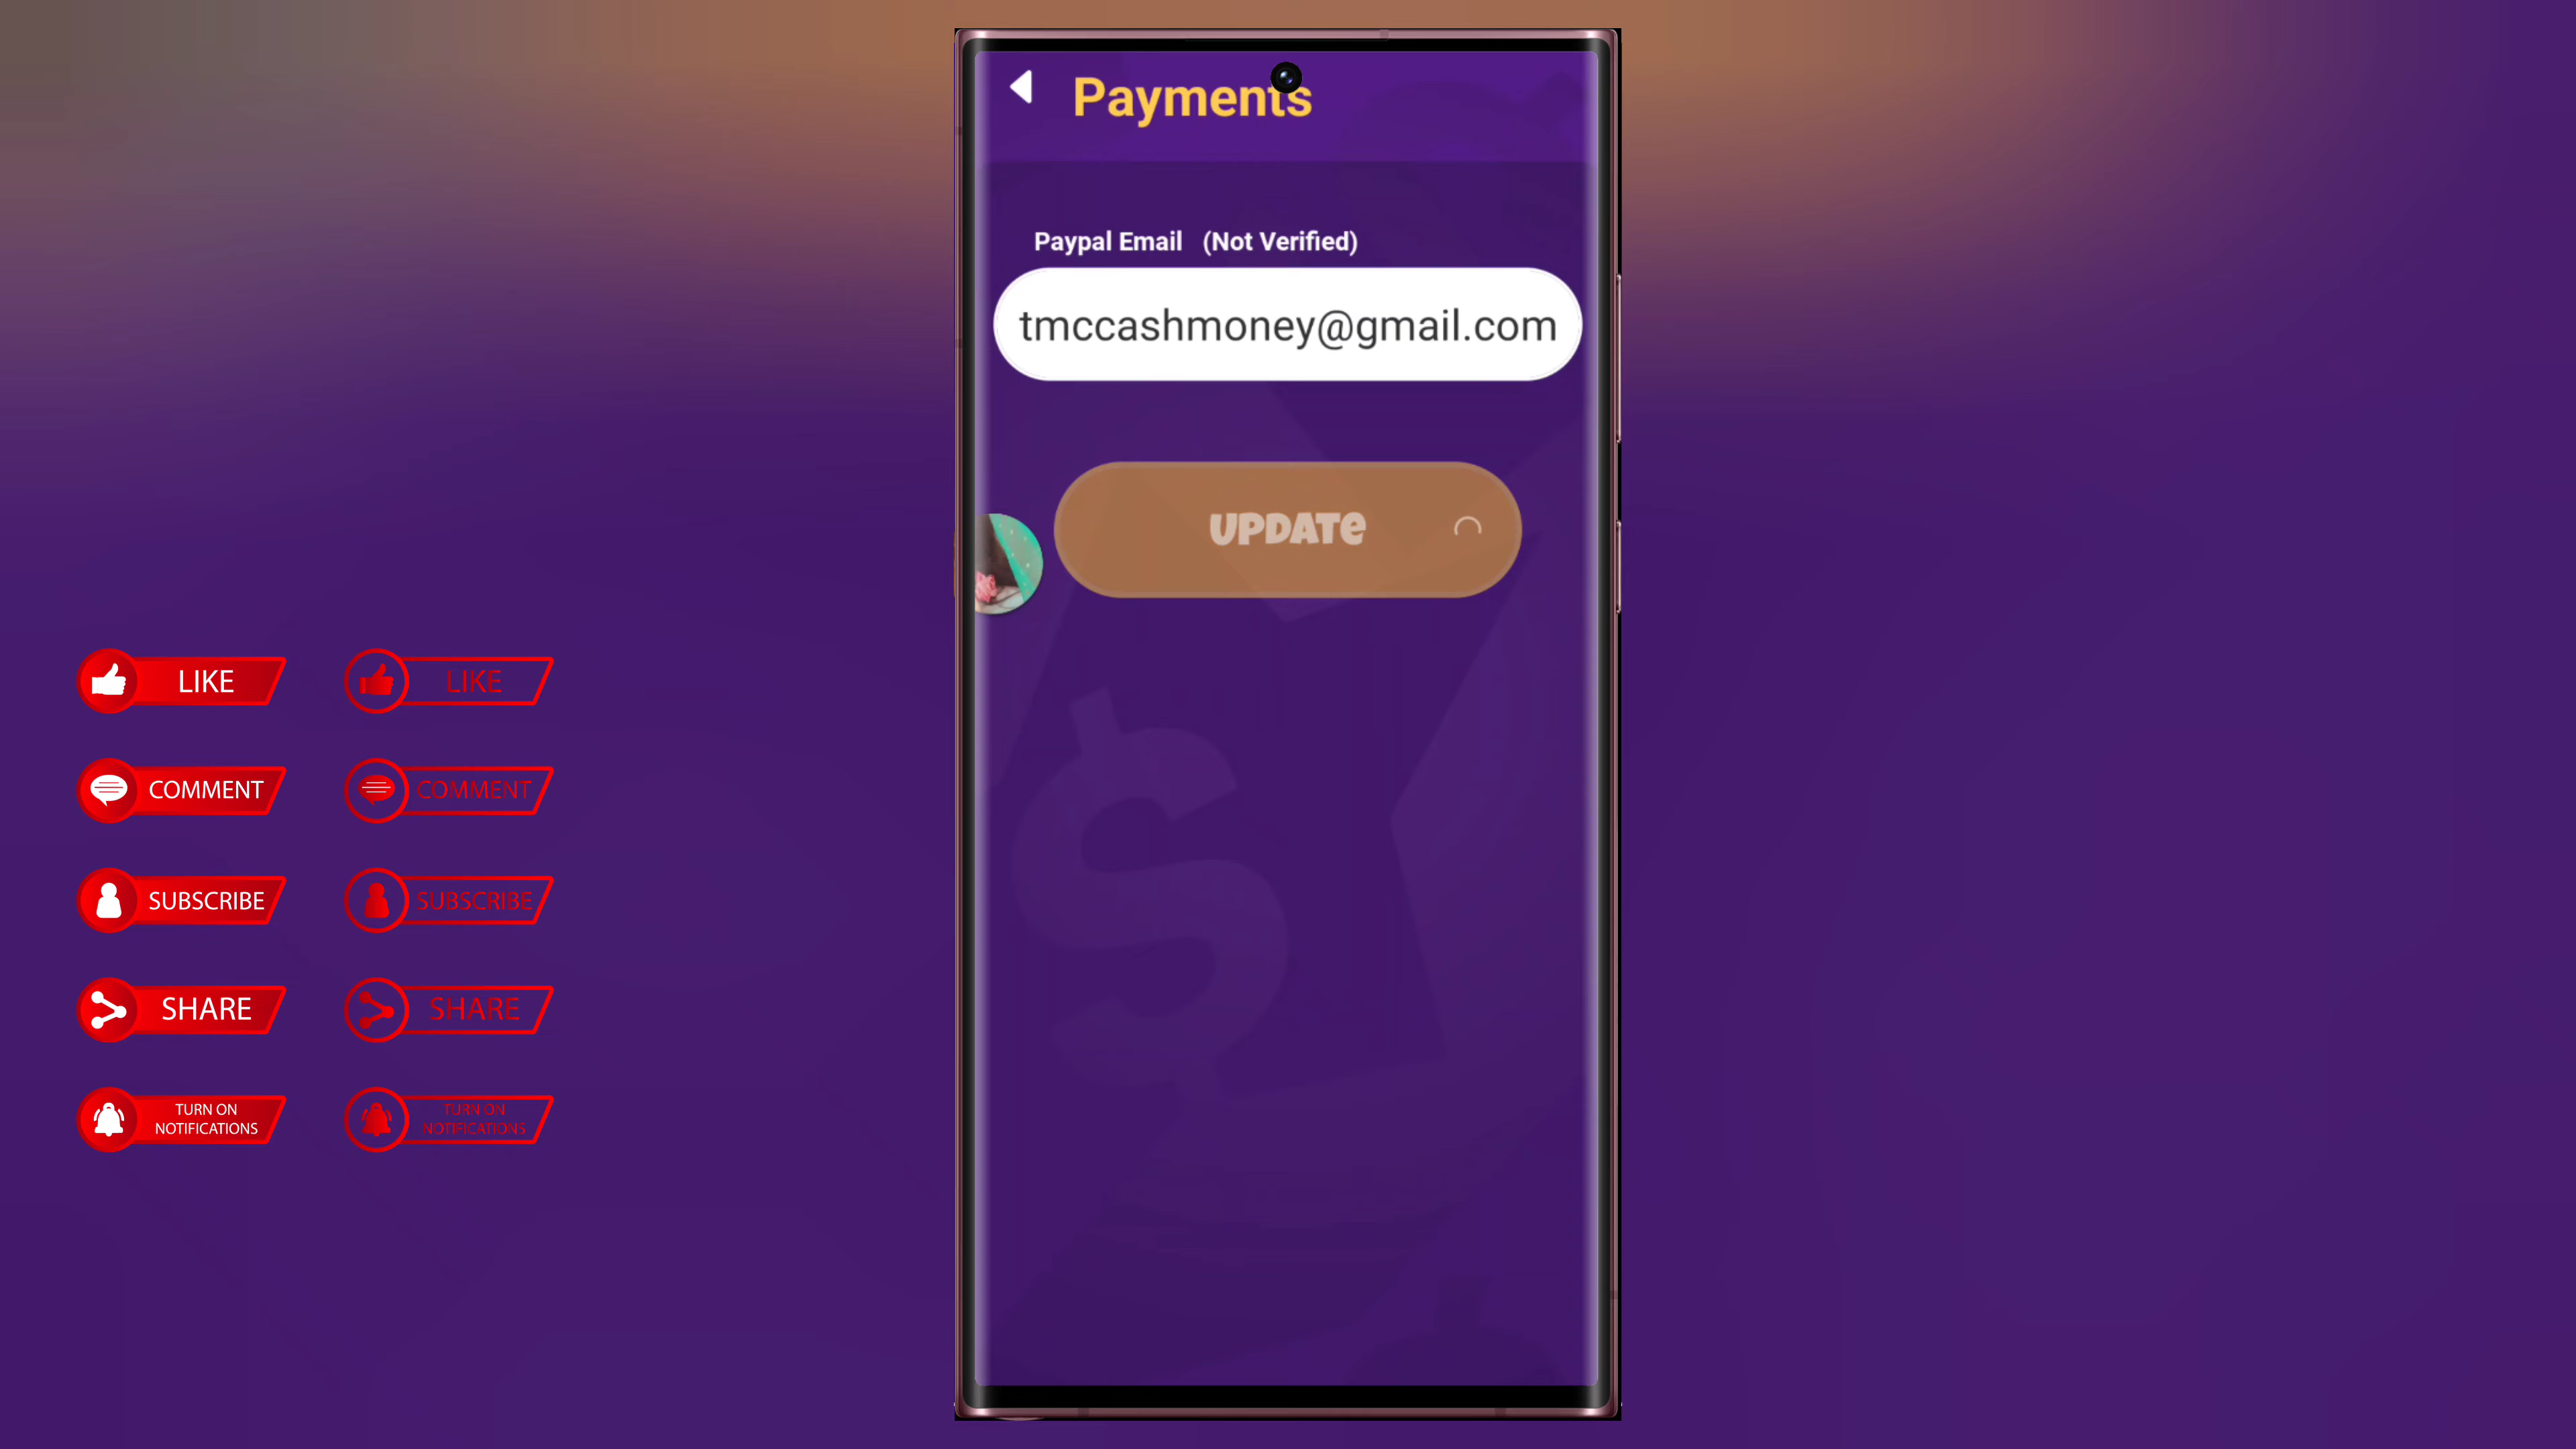 Payments
Paypal Email (Not Verified)
tmccashmoney@gmail.com
UPDATE
LIKE LIKE
COMMENT COMMENT
SUBSCRIBE SUBSCRIBE
SHARE SHARE
TURN ON TURN ON
NOTIFICATIONS NOTIFICATIONS